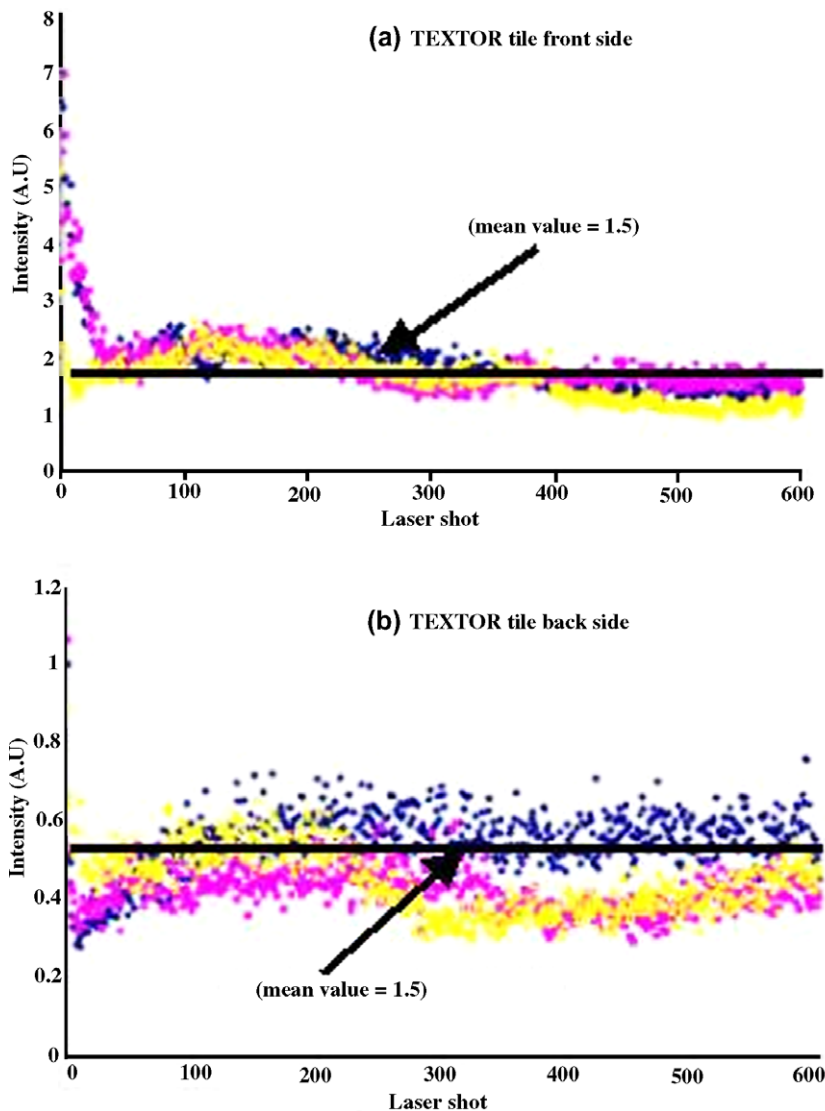 (a) TEXTOR tile front side
8
7
6
5
4
3
2
1
0
Intensity (A.U)
(mean value = 1.5)
0 100 200 300 400 500 600
Laser shot
(b) TEXTOR tile back side
1.2
1
0.8
0.6
0.4
0.2
0
Intensity (A.U)
(mean value = 1.5)
0 100 200 300 400 500 600
Laser shot